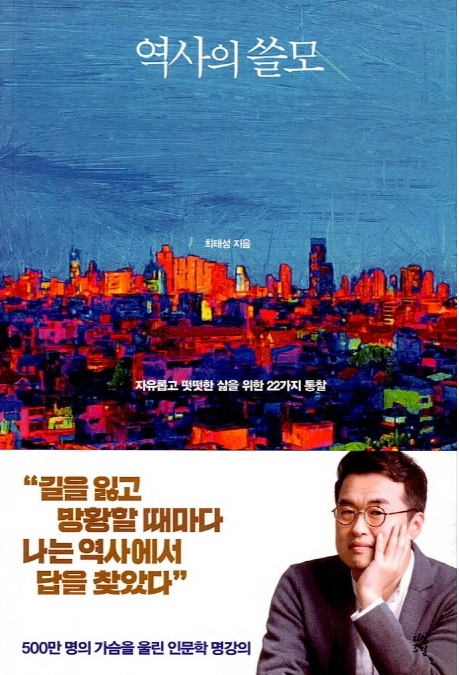 역사의 쓸모
최태성 지음
자유롭고 떳떳한 삶을 위한 22가지 통찰
“길을 잃고
방황할 때마다
나는 역사에서
답을 찾았다”
500만 명의 가슴을 울린 인문학 명강의